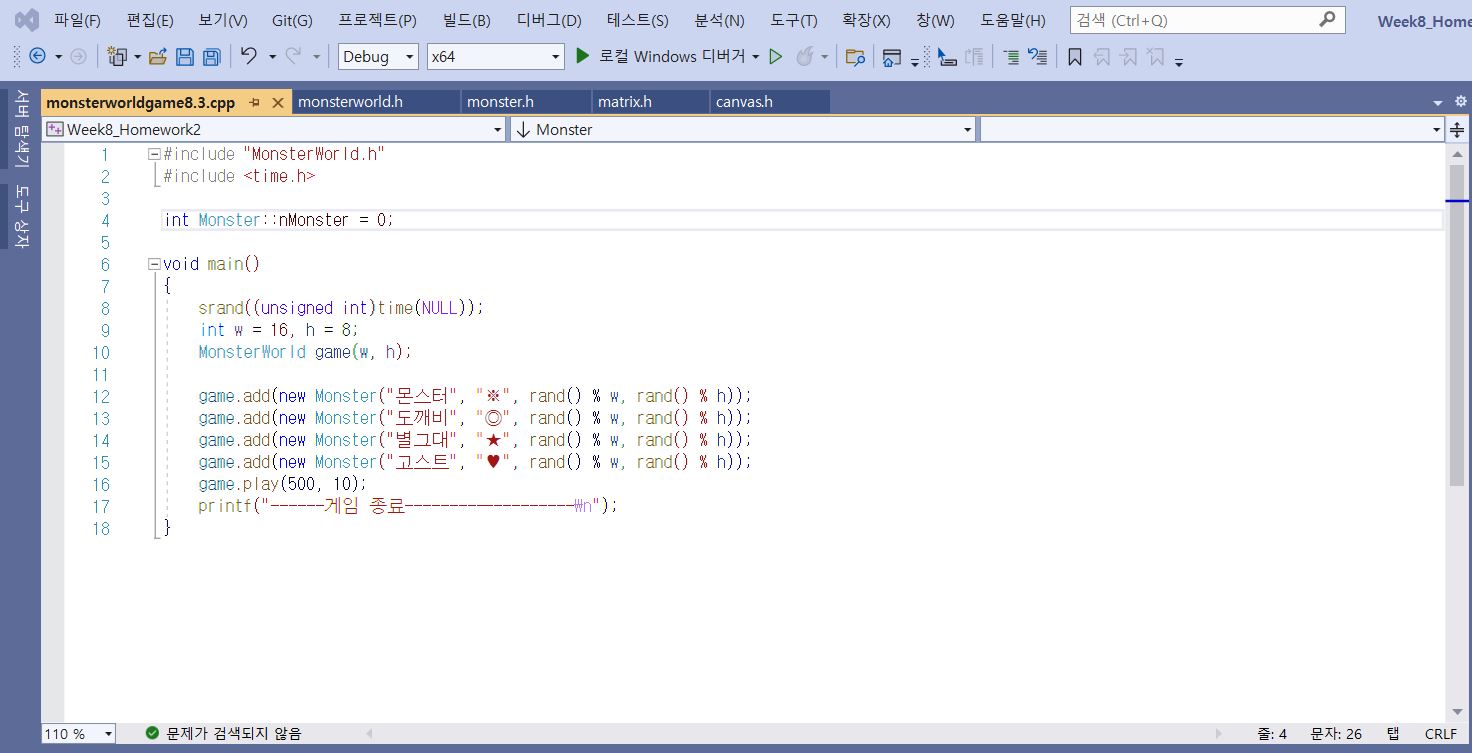 파일(F) 편집(E) 보기(V) Git(G) 프로젝트(P) 빌드(B) 디버그(D) 테스트(S) 분석(N) 도구(T) 확장(X) 창(W) 도움말(H) 검색 (Ctrl+Q) Week8_Home
Debug x64 로컬 Windows 디버거
서버 탐색기
도구 상자
monsterworldgame8.3.cpp monsterworld.h monster.h matrix.h canvas.h
Week8_Homework2 Monster
1 #include "MonsterWorld.h"
2 #include <time.h>
3
4 int Monster::nMonster = 0;
5
6 void main()
7 {
8 srand((unsigned int)time(NULL));
9 int w = 16, h = 8;
10 MonsterWorld game(w, h);
11
12 game.add(new Monster("몬스터", "※", rand() % w, rand() % h));
13 game.add(new Monster("도깨비", "◎", rand() % w, rand() % h));
14 game.add(new Monster("별그대", "★", rand() % w, rand() % h));
15 game.add(new Monster("고스트", "♥", rand() % w, rand() % h));
16 game.play(500, 10);
17 printf("------게임 종료-------------------₩n");
18 }
110 % 문제가 검색되지 않음 줄: 4 문자: 26 탭 CRLF